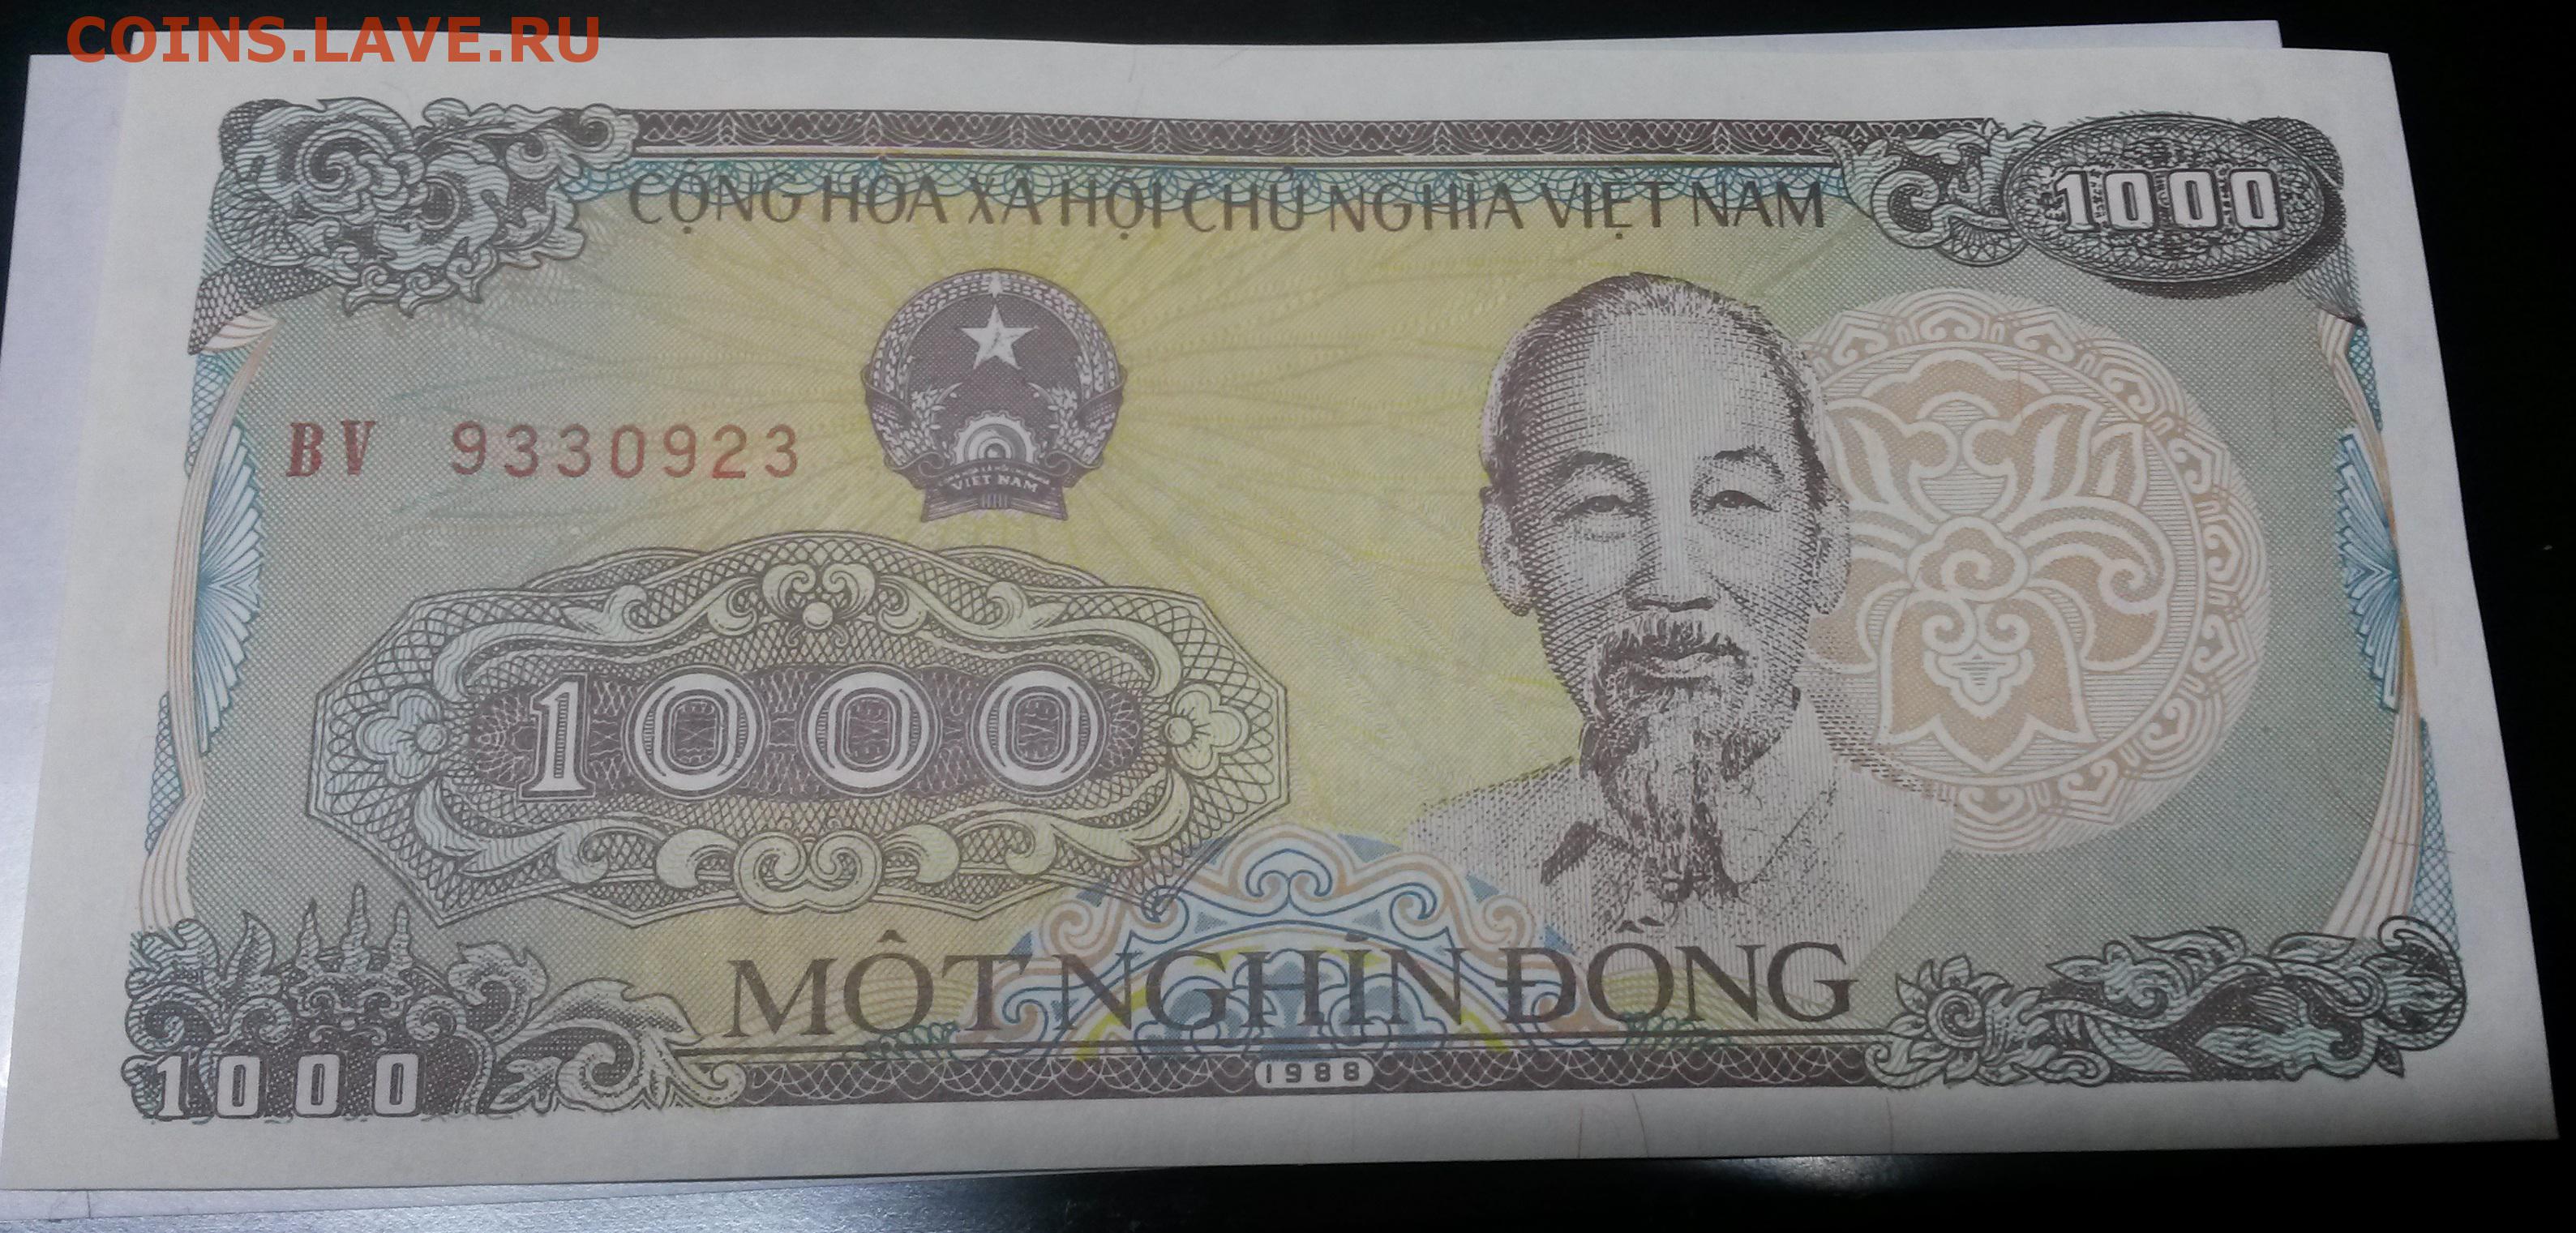 COINS.LAVE.RU
CỘNG HÒA XÃ HỘI CHỦ NGHĨA VIỆT NAM
1000
BV 9330923
VIỆT NAM
1000
MÔT NGHÌN ĐỒNG
1000
1988